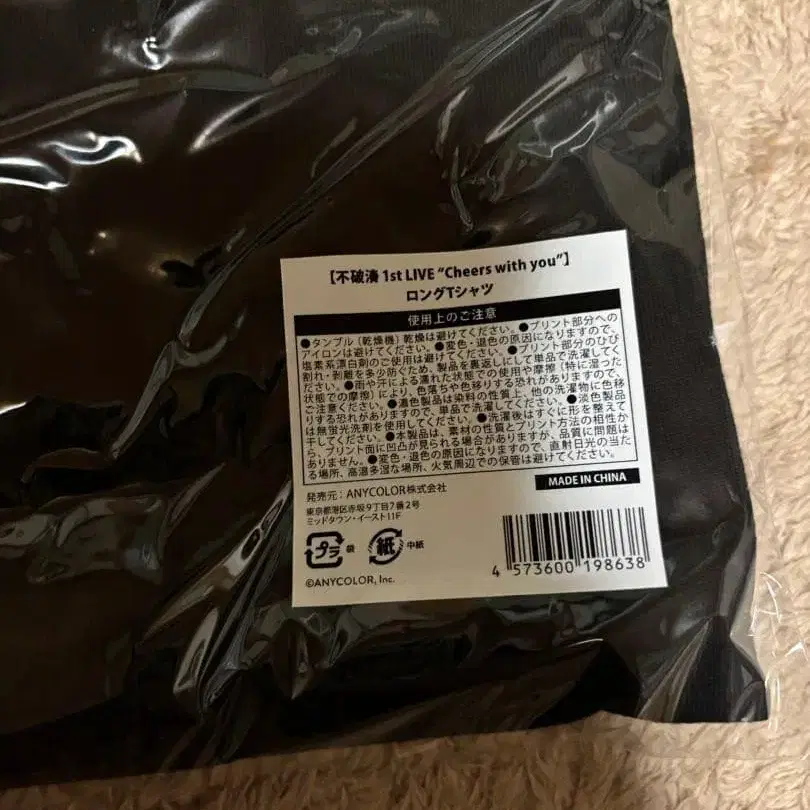 【不破湊 1st LIVE “Cheers with you”】
ロングTシャツ
使用上のご注意
●タンブル（乾燥機）乾燥は避けてください。●プリント部分への
アイロンは避けてください。●変色・退色の原因になりますので、
塩素系漂白剤のご使用は避けてください。●プリント部分のひび
割れ・剥離を多少防ぐため、製品を裏返しにして単品で洗濯してく
ださい。●雨や汗による濡れた状態での使用や摩擦（特に湿った
状態での摩擦）により、色落ちや色移りする恐れがありますので、
ご注意ください。●濃色製品は染料の性質上、他の洗濯物に色移
りする恐れがありますので、単品で洗濯してください。●淡色製品
は無蛍光洗剤を使用してください。●洗濯後はすぐに形を整えて
干してください。●本製品は、素材の性質とプリント方法の相性か
ら、プリント面に凹凸が見られる場合がありますが、品質に問題は
ありません。●変色・退色の原因になりますので、直射日光の当た
る場所、高温多湿な場所、火気周辺での保管は避けてください。
MADE IN CHINA
発売元：ANYCOLOR株式会社
東京都港区赤坂9丁目7番2号
ミッドタウン・イースト11F
プラ 袋 紙 中紙
4 573600 198638
©ANYCOLOR, Inc.